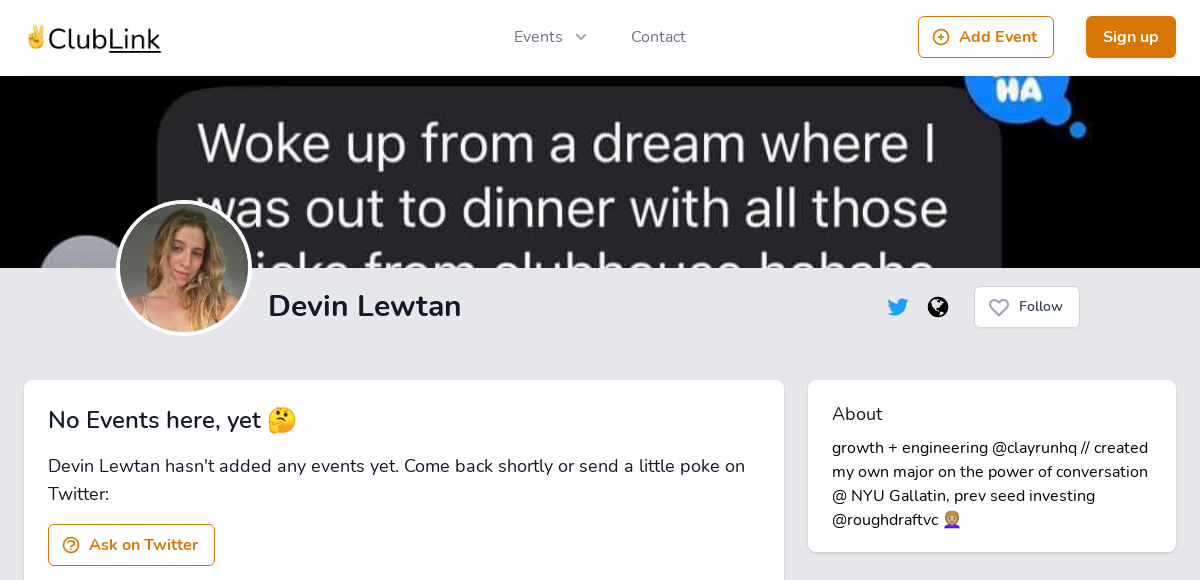 ClubLink
Events
Contact
Add Event
Sign up
HA
Woke up from a dream where I
was out to dinner with all those
from clubhouse hahaha
Devin Lewtan
Follow
No Events here, yet 🤔
Devin Lewtan hasn't added any events yet. Come back shortly or send a little poke on
Twitter:
Ask on Twitter
About
growth + engineering @clayrunhq // created
my own major on the power of conversation
@ NYU Gallatin, prev seed investing
@roughdraftvc 🙎🏼‍♀️